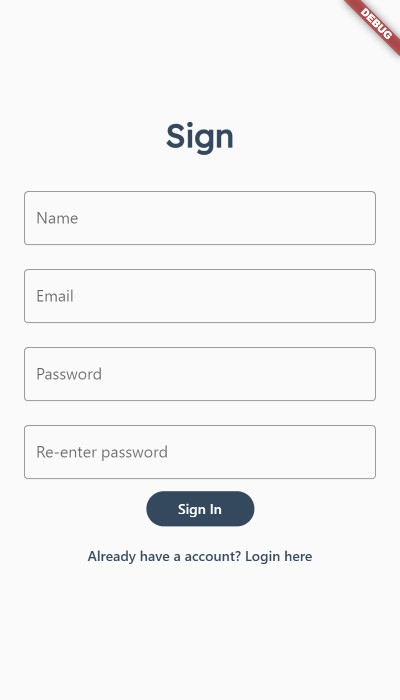 DEBUG
Sign
Name
Email
Password
Re-enter password
Sign In
Already have a account? Login here